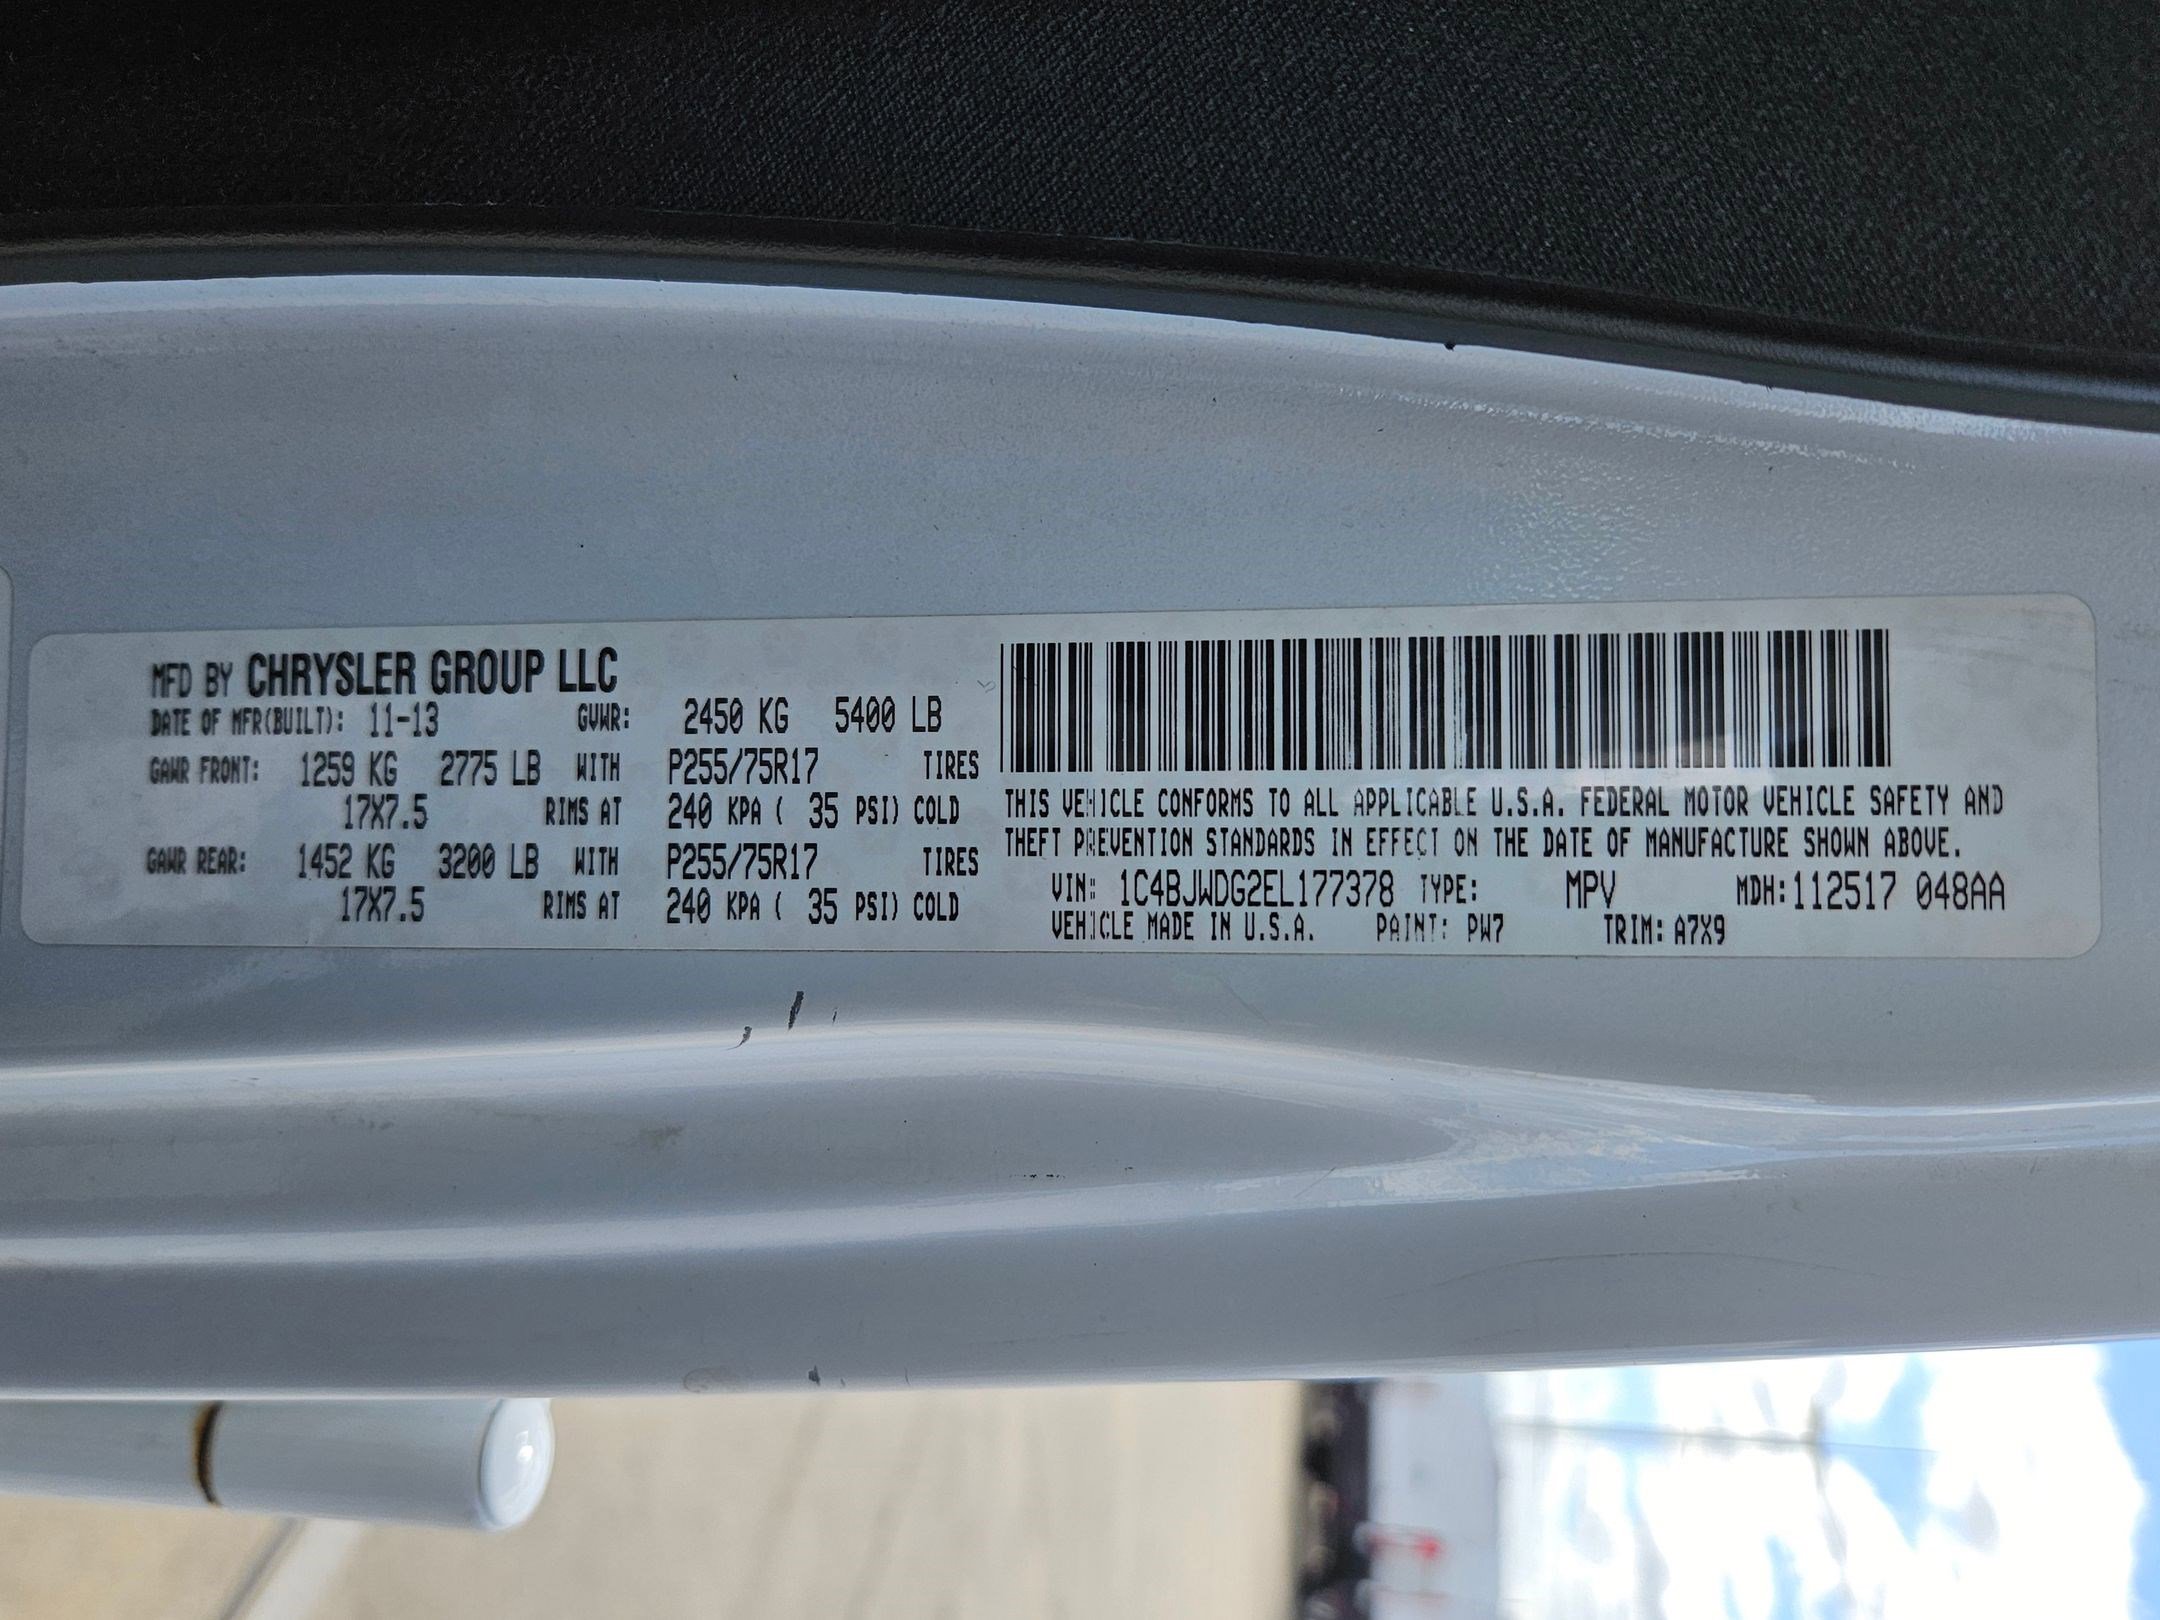 MFD BY CHRYSLER GROUP LLC
DATE OF MFR(BUILT): 11-13 GVWR: 2450 KG 5400 LB
GAWR FRONT: 1259 KG 2775 LB WITH P255/75R17 TIRES
17X7.5 RIMS AT 240 KPA ( 35 PSI) COLD
GAWR REAR: 1452 KG 3200 LB WITH P255/75R17 TIRES
17X7.5 RIMS AT 240 KPA ( 35 PSI) COLD
THIS VEHICLE CONFORMS TO ALL APPLICABLE U.S.A. FEDERAL MOTOR VEHICLE SAFETY AND
THEFT PREVENTION STANDARDS IN EFFECT ON THE DATE OF MANUFACTURE SHOWN ABOVE.
VIN: 1C4BJWDG2EL177378 TYPE: MPV MDH:112517 048AA
VEHICLE MADE IN U.S.A. PAINT: PW7 TRIM: A7X9